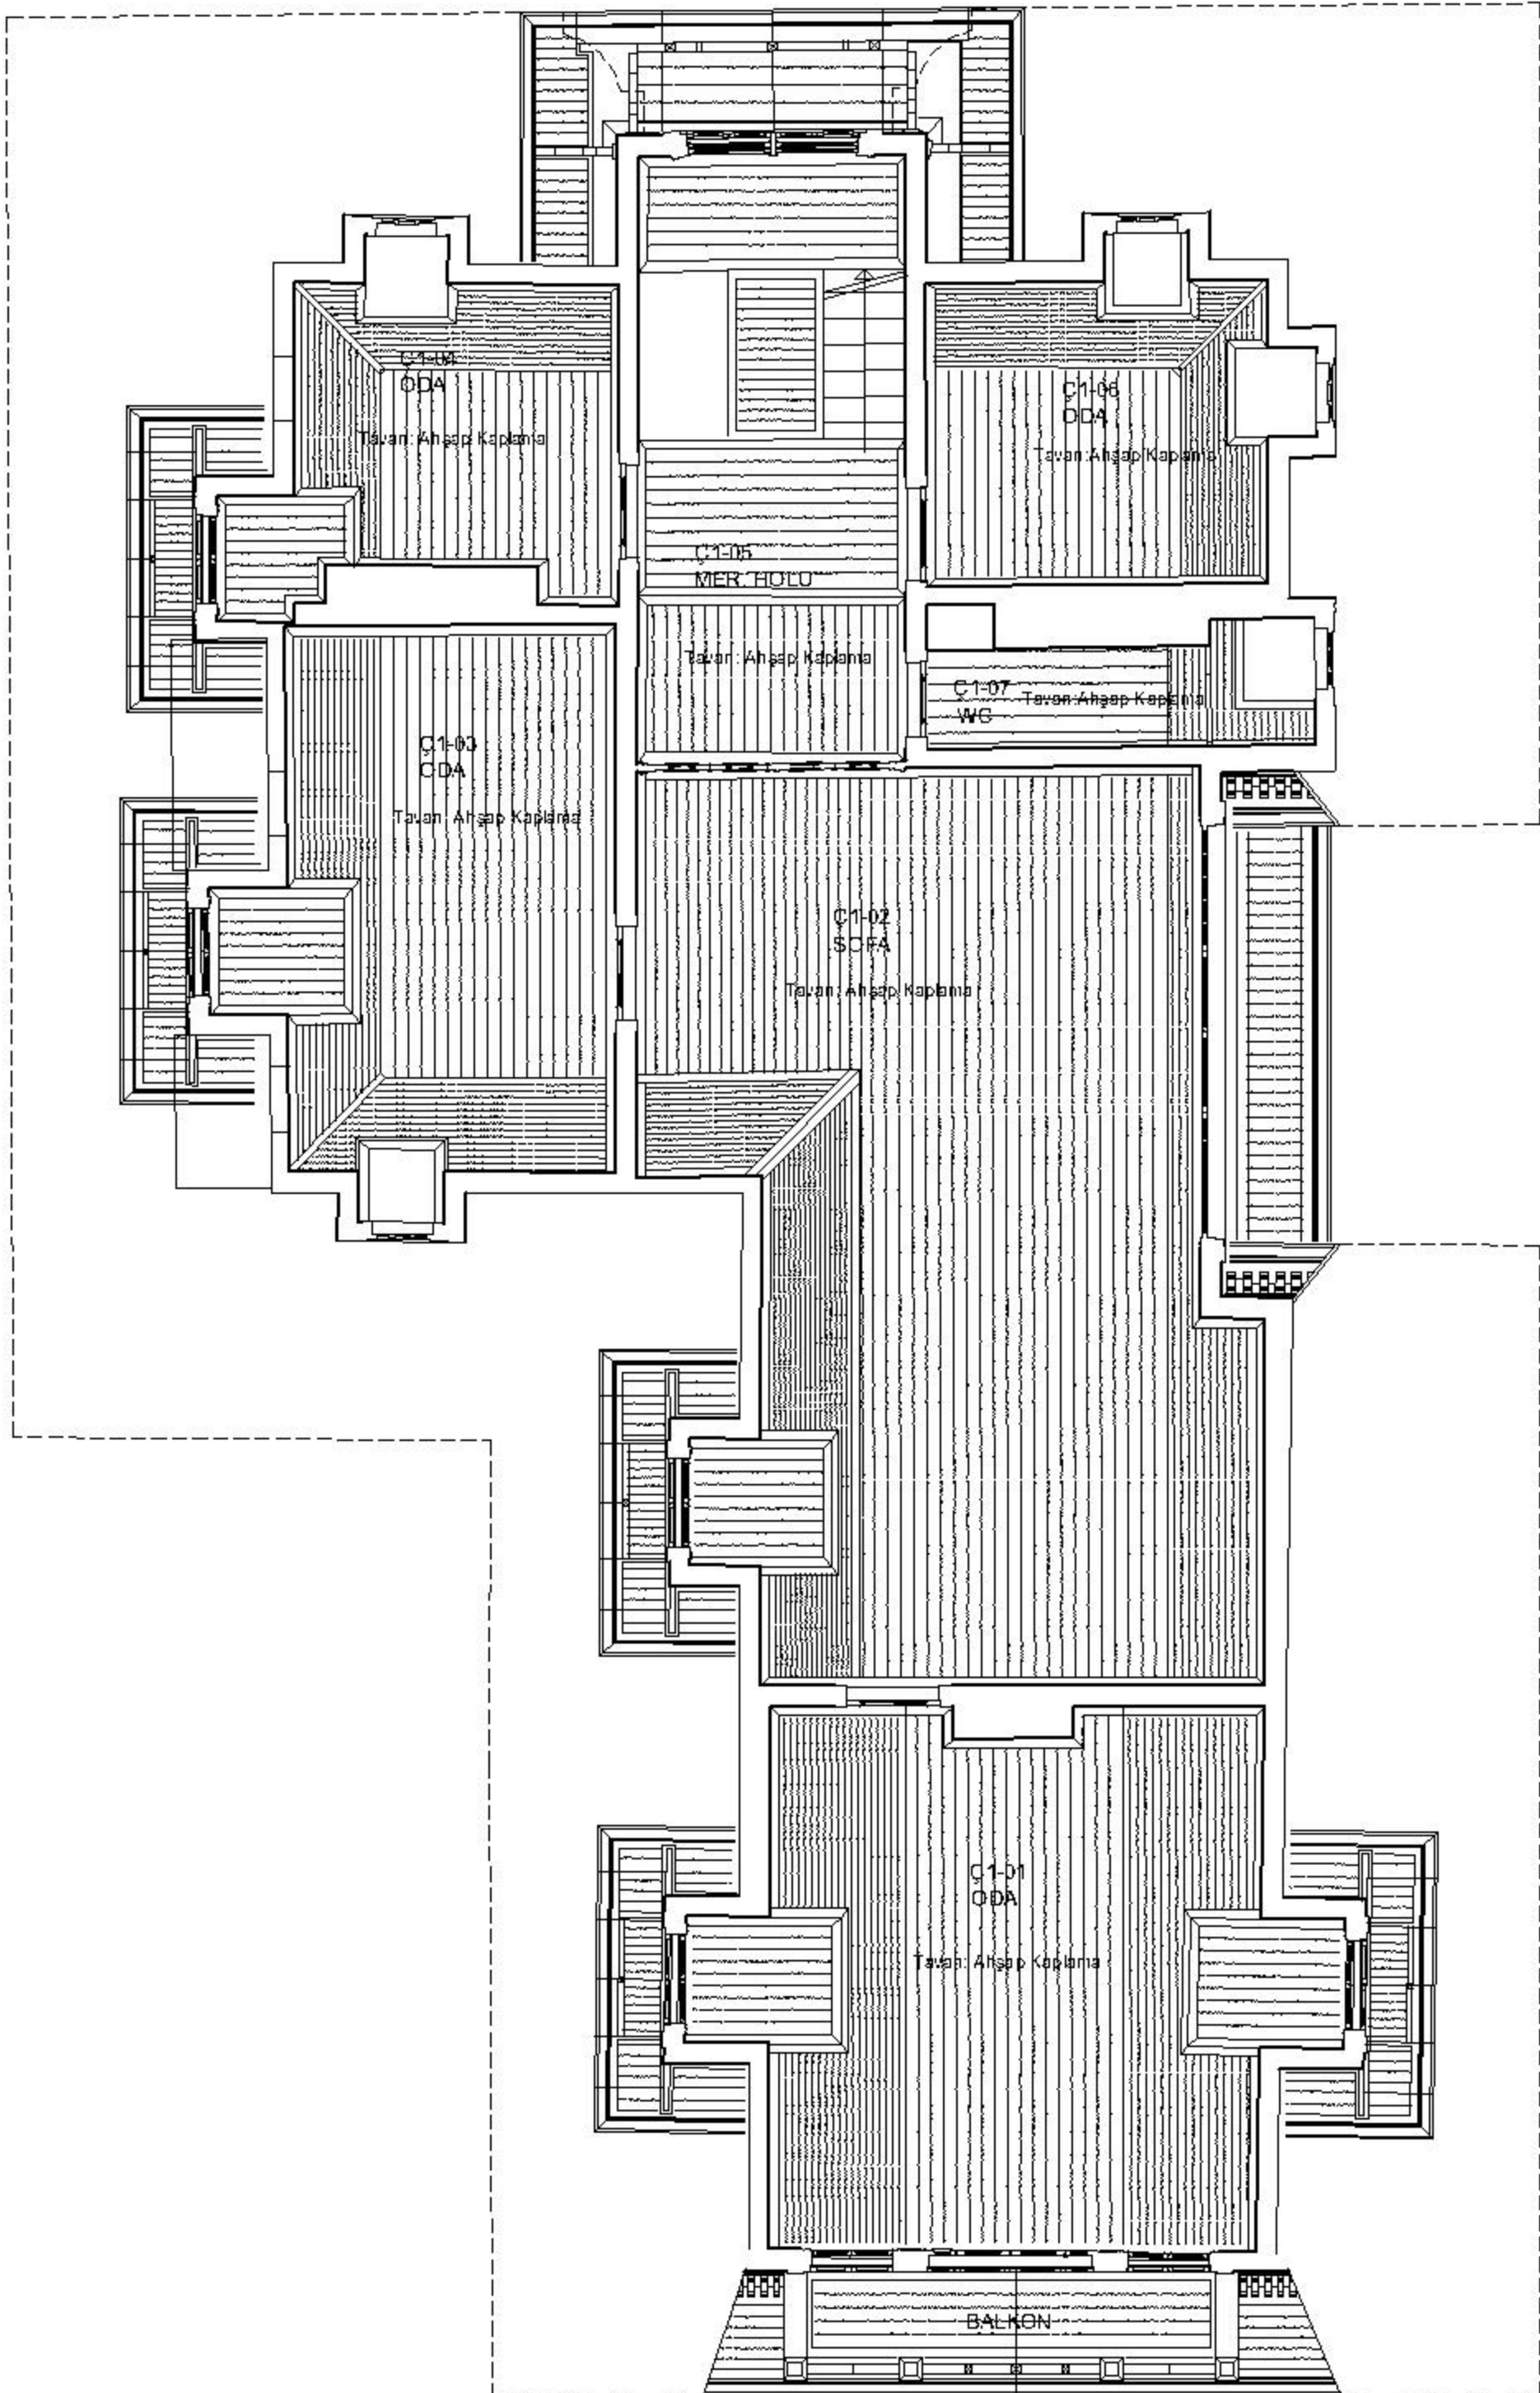 Ç1-04
ODA
Tavan: Ahşap Kaplama
Ç1-06
ODA
Tavan: Ahşap Kaplama
Ç1-05
MER. HOLÜ
Tavan: Ahşap Kaplama
Ç1-07
WC
Tavan: Ahşap Kaplama
Ç1-03
ODA
Tavan: Ahşap Kaplama
Ç1-02
SOFA
Tavan: Ahşap Kaplama
Ç1-01
ODA
Tavan: Ahşap Kaplama
BALKON